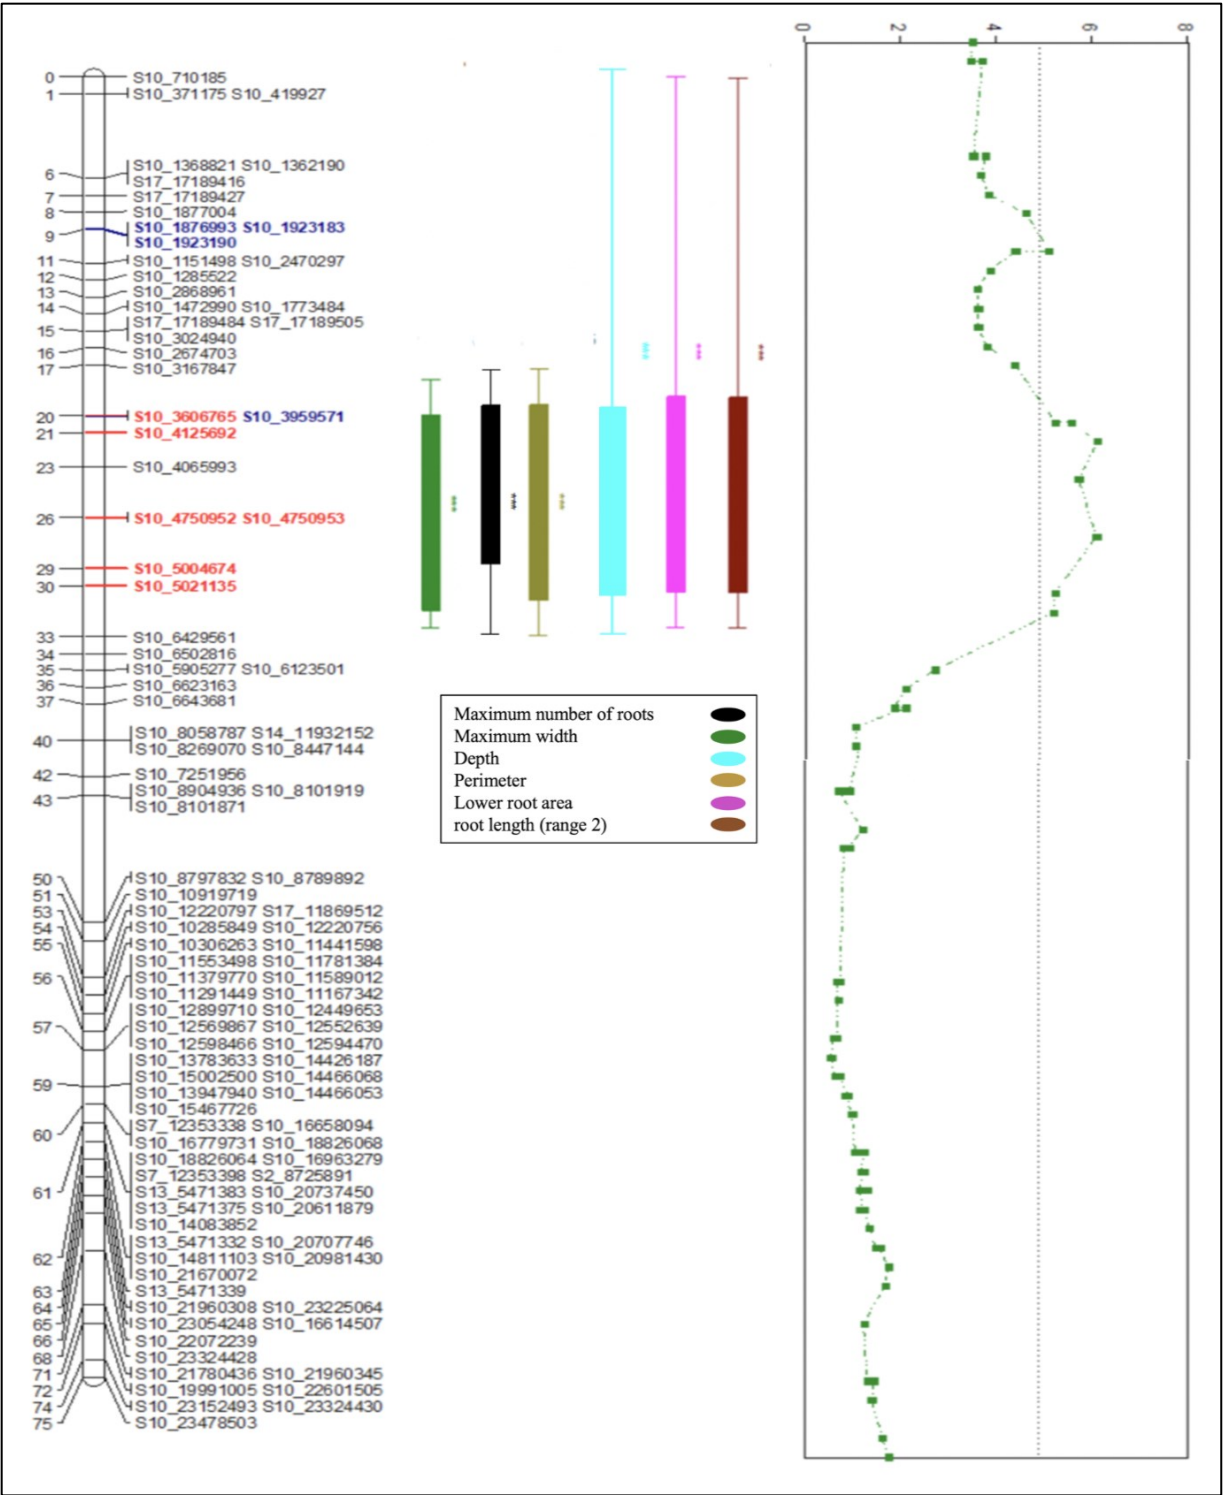 0 2 4 6 8
0 S10_710185
1 S10_371175 S10_419927
S10_1368821 S10_1362190
6 S17_17189416
7 S17_17189427
8 S10_1877004
S10_1876993 S10_1923183
9 S10_1923190
11 S10_1151498 S10_2470297
12 S10_1285522
13 S10_2868961
14 S10_1472990 S10_1773484
S17_17189484 S17_17189505
15 S10_3024940
16 S10_2674703
17 S10_3167847
20 S10_3606765 S10_3959571
21 S10_4125692
23 S10_4065993
26 S10_4750952 S10_4750953
29 S10_5004674
30 S10_5021135
33 S10_6429561
34 S10_6502816
35 S10_5905277 S10_6123501
36 S10_6623163
37 S10_6643681
S10_8058787 S14_11932152
40 S10_8269070 S10_8447144
42 S10_7251956
S10_8904936 S10_8101919
43 S10_8101871
50 S10_8797832 S10_8789892
51 S10_10919719
53 S10_12220797 S17_11869512
54 S10_10285849 S10_12220756
55 S10_10306263 S10_11441598
S10_11553498 S10_11781384
56 S10_11379770 S10_11589012
S10_11291449 S10_11167342
S10_12899710 S10_12449653
57 S10_12569867 S10_12552639
S10_12598466 S10_12594470
S10_13783633 S10_14426187
S10_15002500 S10_14466068
59 S10_13947940 S10_14466053
S10_15467726
S7_12353338 S10_16658094
60 S10_16779731 S10_18826068
S10_18826064 S10_16963279
S7_12353398 S2_8725891
61 S13_5471383 S10_20737450
S13_5471375 S10_20611879
S10_14083852
S13_5471332 S10_20707746
62 S10_14811103 S10_20981430
S10_21670072
63 S13_5471339
64 S10_21960308 S10_23225064
65 S10_23054248 S10_16614507
66 S10_22072239
68 S10_23324428
71 S10_21780436 S10_21960345
72 S10_19991005 S10_22601505
74 S10_23152493 S10_23324430
75 S10_23478503
*** *** *** *** *** ***
Maximum number of roots
Maximum width
Depth
Perimeter
Lower root area
root length (range 2)